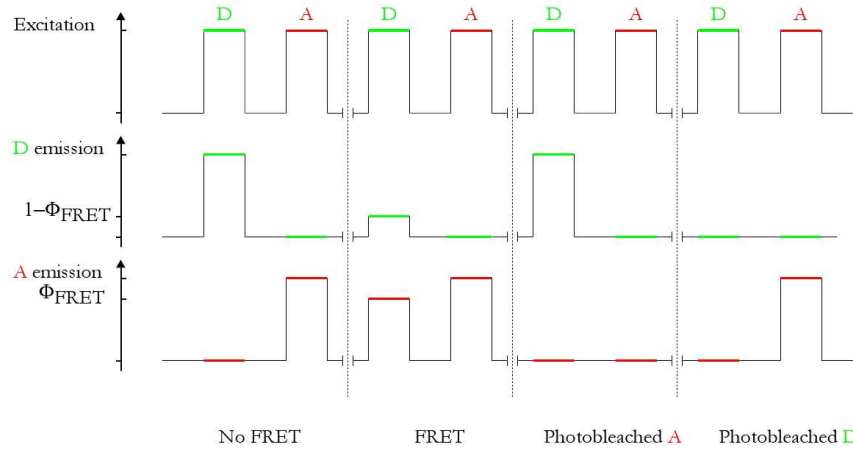 D A D A D A D A
Excitation
D emission
1−ΦFRET
A emission
ΦFRET
No FRET FRET Photobleached A Photobleached D